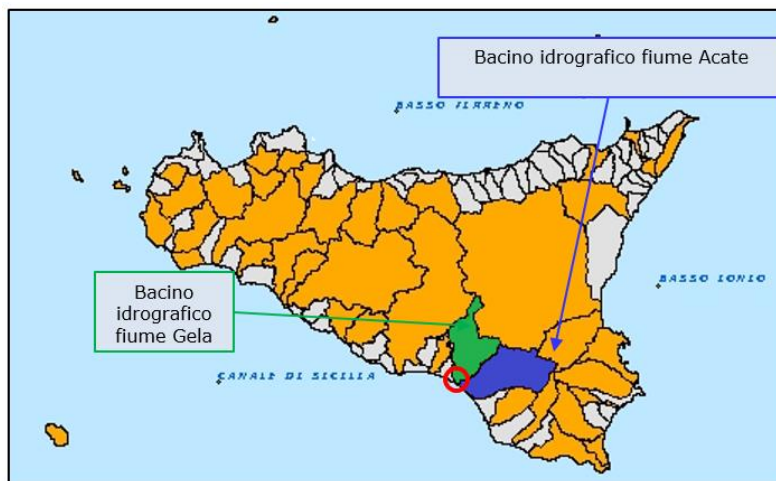 Bacino idrografico fiume Acate
BASSO TIRRENO
BASSO IONIO
Bacino
idrografico
fiume Gela
CANALE DI SICILIA